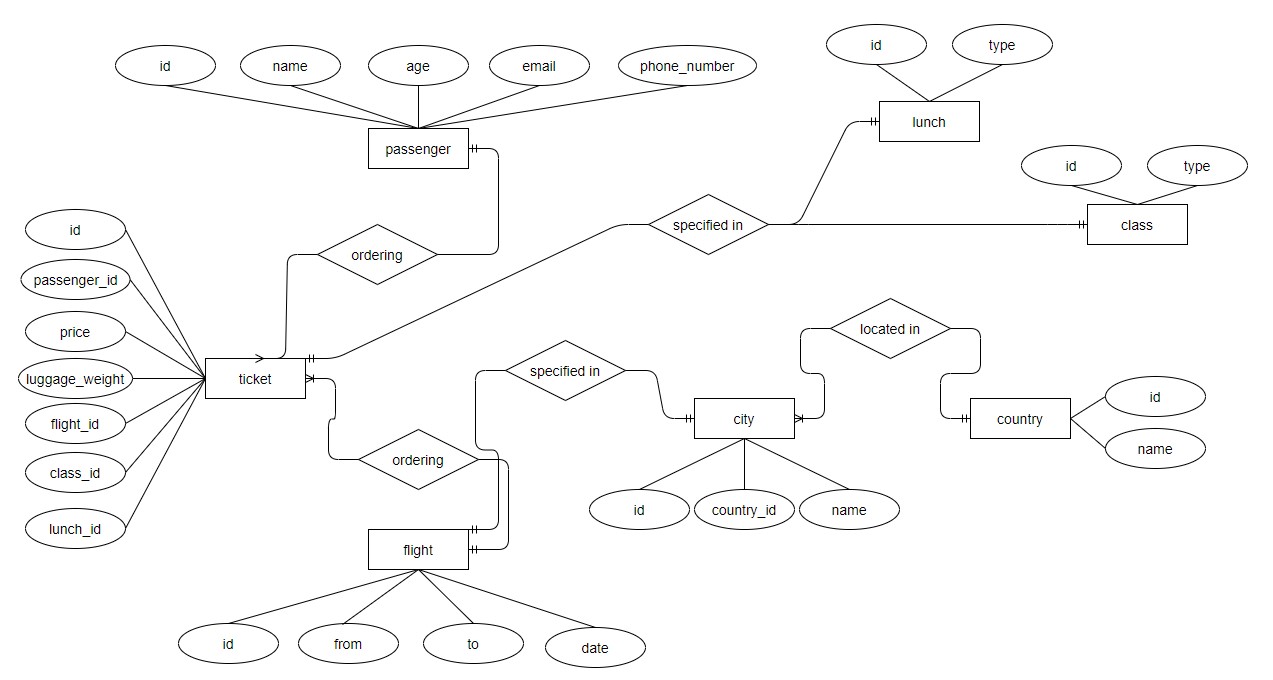 id
name
age
email
phone_number
passenger
id
type
lunch
id
type
class
specified in
ordering
id
passenger_id
price
luggage_weight
flight_id
class_id
lunch_id
ticket
specified in
located in
city
country
id
name
id
country_id
name
ordering
flight
id
from
to
date